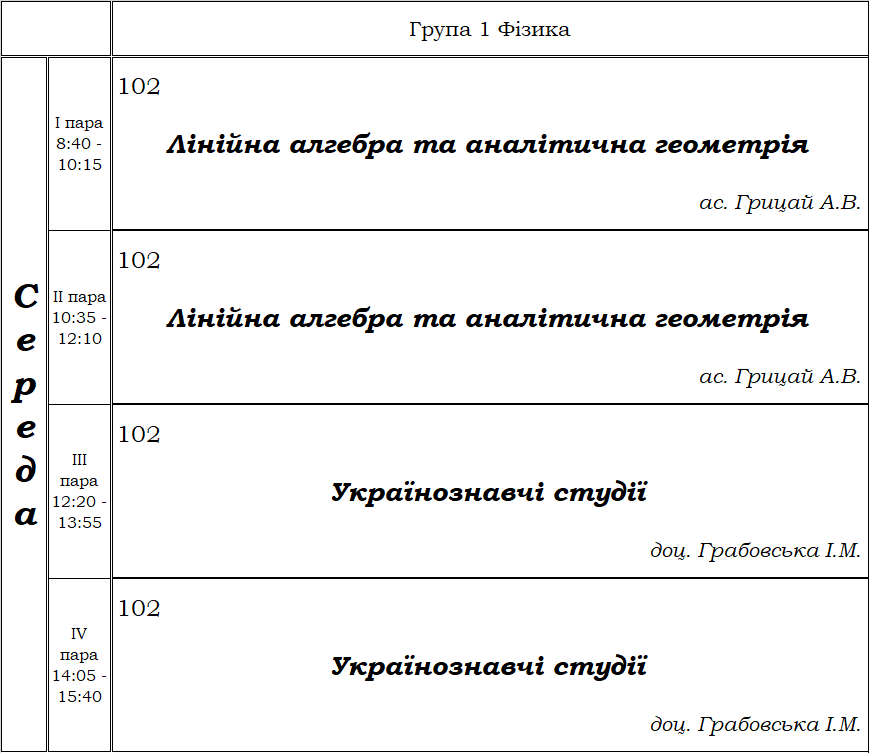 Група 1 Фізика
Середа
I пара
8:40 -
10:15
102
Лінійна алгебра та аналітична геометрія
ас. Грицай А.В.
II пара
10:35 -
12:10
102
Лінійна алгебра та аналітична геометрія
ас. Грицай А.В.
III
пара
12:20 -
13:55
102
Українознавчі студії
доц. Грабовська І.М.
IV
пара
14:05 -
15:40
102
Українознавчі студії
доц. Грабовська І.М.